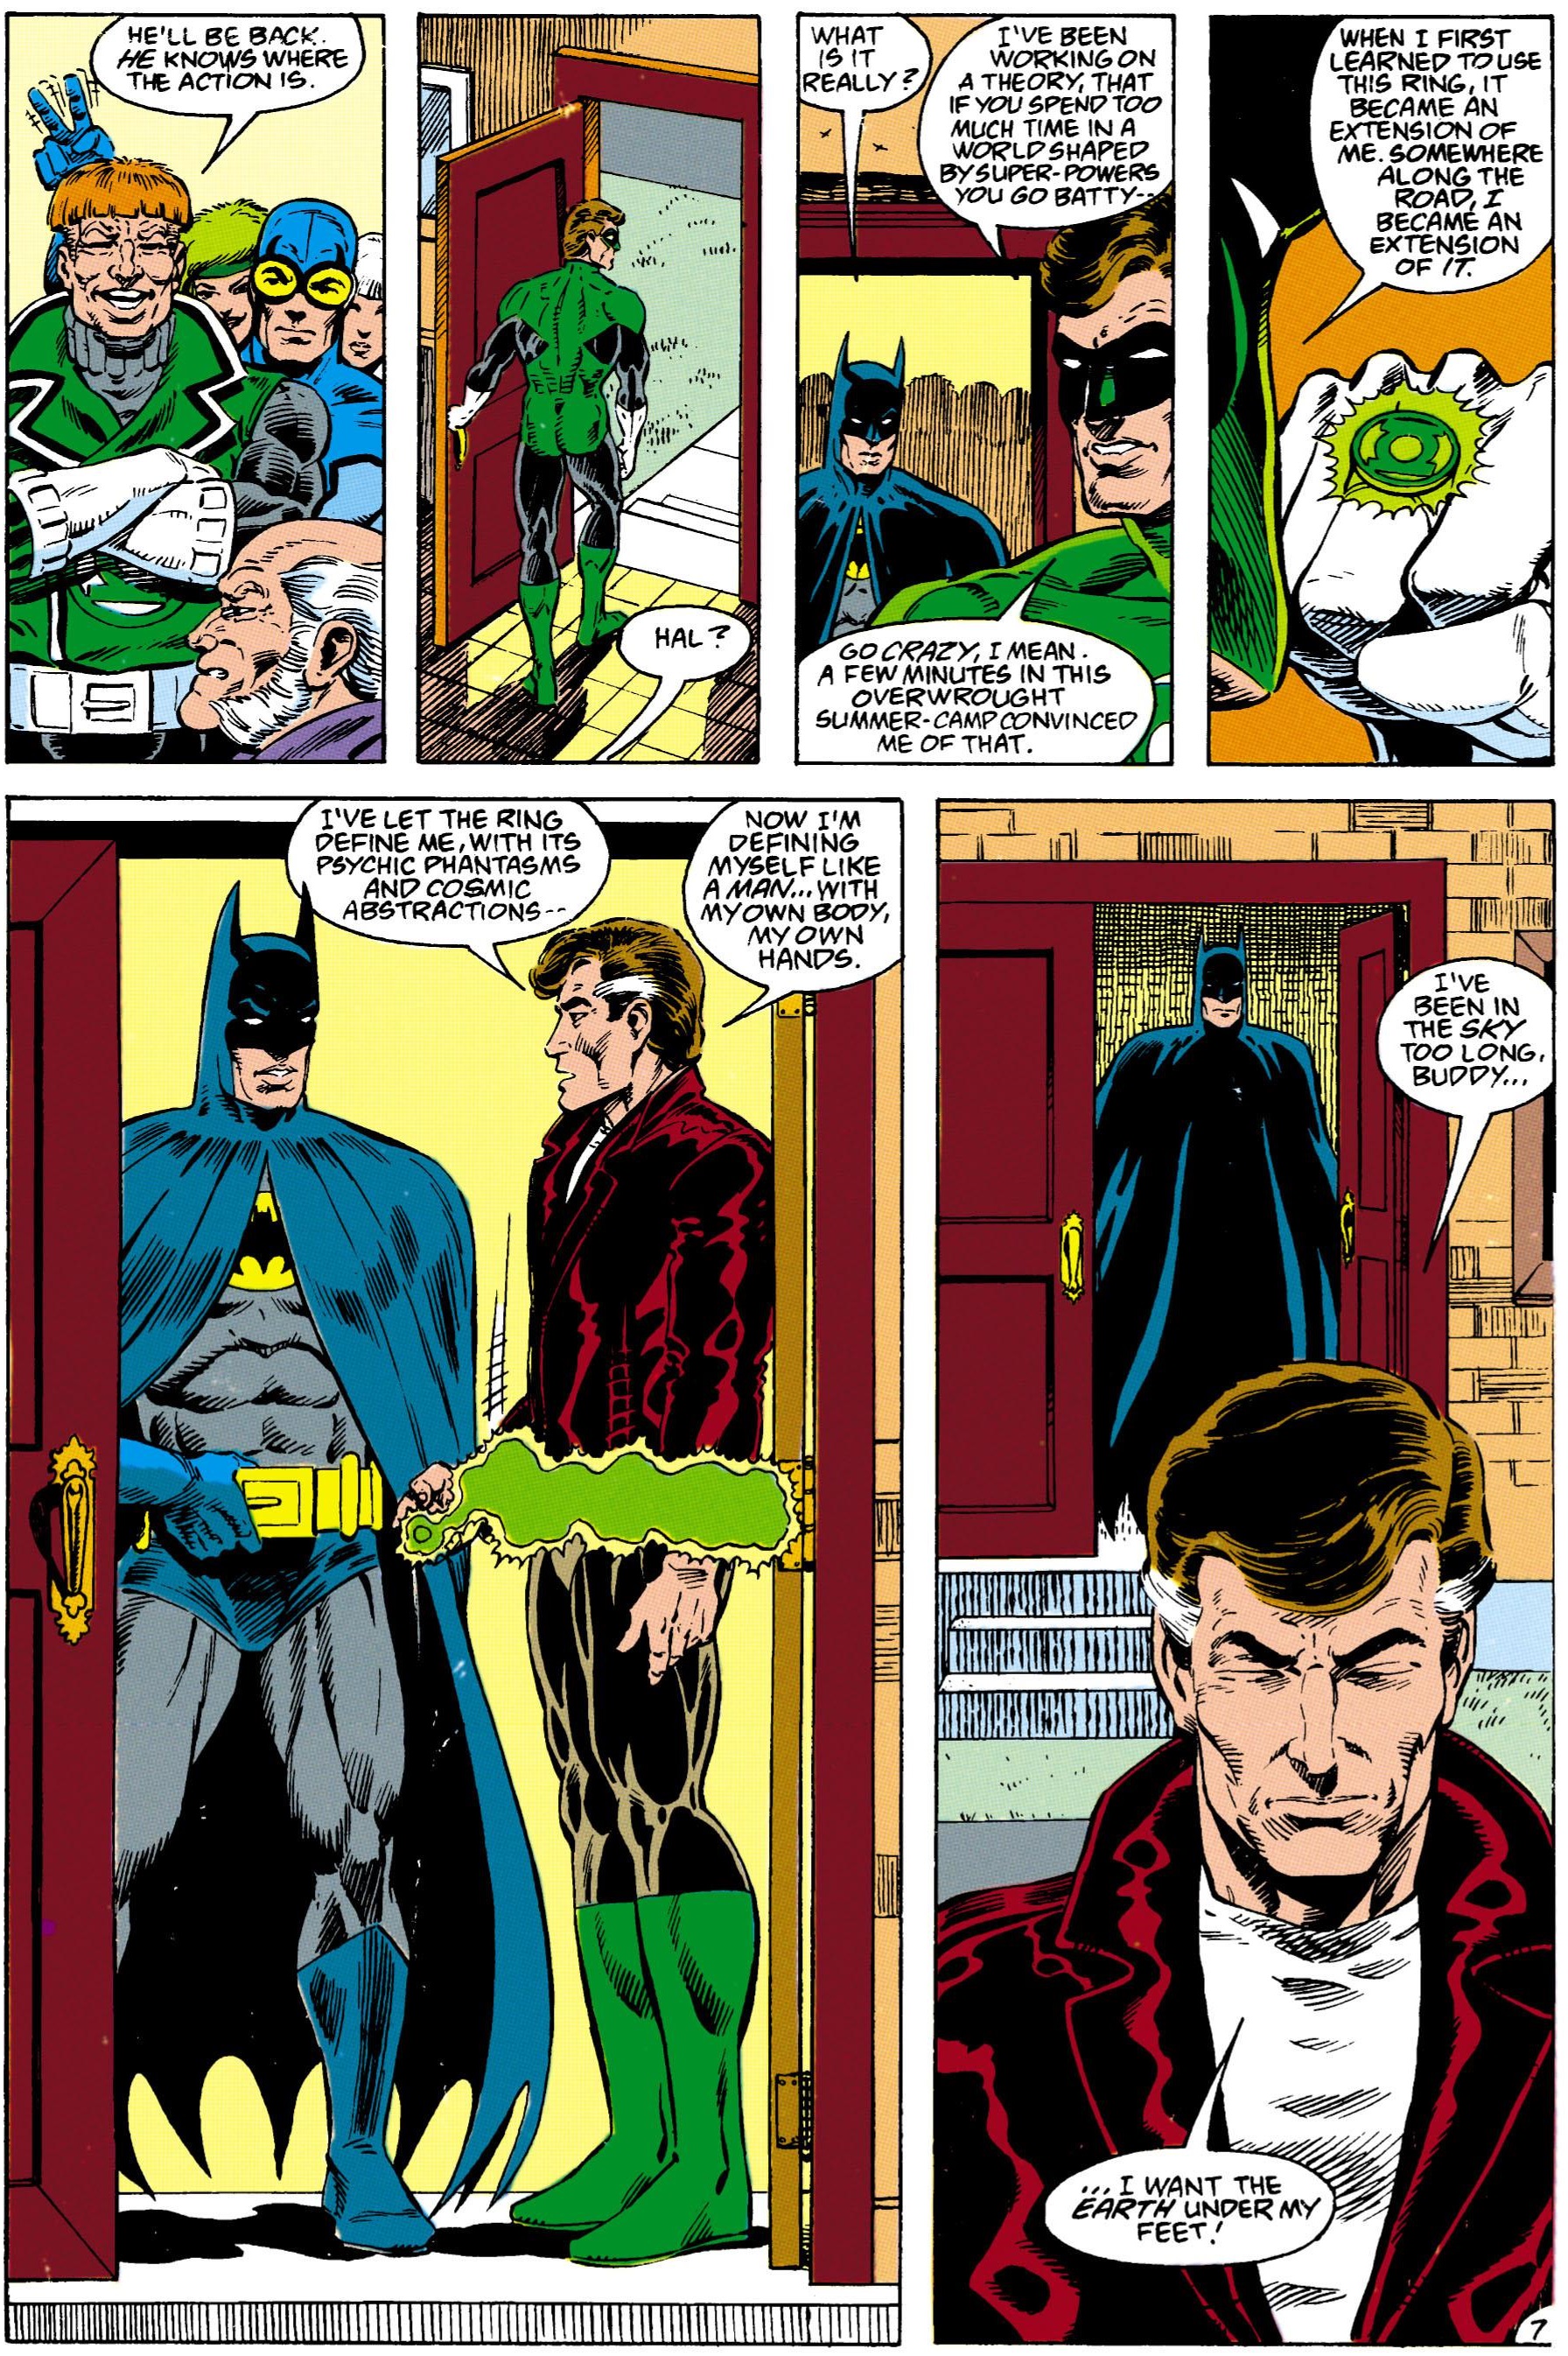 HE'LL BE BACK.
HE KNOWS WHERE
THE ACTION IS.
HAL?
WHAT
IS IT
REALLY?
I'VE BEEN
WORKING ON
A THEORY, THAT
IF YOU SPEND TOO
MUCH TIME IN A
WORLD SHAPED
BY SUPER-POWERS
YOU GO BATTY--
GO CRAZY, I MEAN.
A FEW MINUTES IN THIS
OVERWROUGHT
SUMMER-CAMP CONVINCED
ME OF THAT.
WHEN I FIRST
LEARNED TO USE
THIS RING, IT
BECAME AN
EXTENSION OF
ME. SOMEWHERE
ALONG THE
ROAD, I
BECAME AN
EXTENSION
OF IT.
I'VE LET THE RING
DEFINE ME, WITH ITS
PSYCHIC PHANTASMS
AND COSMIC
ABSTRACTIONS--
NOW I'M
DEFINING
MYSELF LIKE
A MAN... WITH
MY OWN BODY,
MY OWN
HANDS.
I'VE
BEEN IN
THE SKY
TOO LONG,
BUDDY...
...I WANT THE
EARTH UNDER MY
FEET!
7